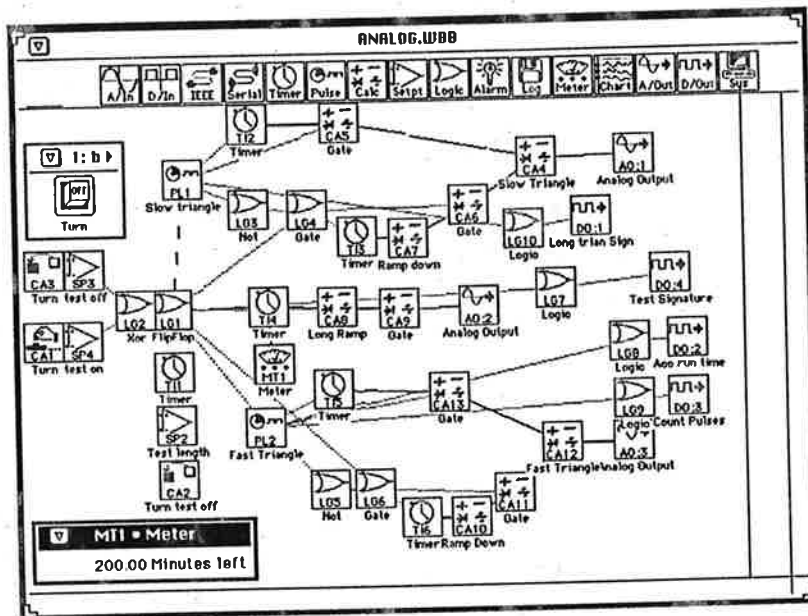 ANALOG.WBB
A/In D/In IEEE Serial Timer Pulse Calc Setpt Logic Alarm Log Meter Chart A/Out D/Out Sys
TI2
Timer
CA5
Gate
1: b
Off
Turn
PL1
Slow triangle
CA4
Slow Triangle
AO:1
Analog Output
LG3
Not
LG4
Gate
TI3
Timer
CA7
Ramp down
CA6
Gate
LG10
Logic
DO:1
Long trian Sign
CA3 SP3
Turn test off
LG2 LG1
Xor FlipFlop
TI4
Timer
CA8
Long Ramp
CA9
Gate
AO:2
Analog Output
LG7
Logic
DO:4
Test Signature
CA1 SP4
Turn test on
TI1
Timer
MT1
Meter
LG8
Logic
DO:2
Acc run time
SP2
Test length
PL2
Fast Triangle
TI5
Timer
CA13
Gate
LG9
Logic
DO:3
Count Pulses
CA12
Fast Triangle
AO:3
Analog Output
CA2
Turn test off
LG5
Not
LG6
Gate
TI6
Timer
CA10
Ramp Down
CA11
Gate
MT1 • Meter
200.00 Minutes left